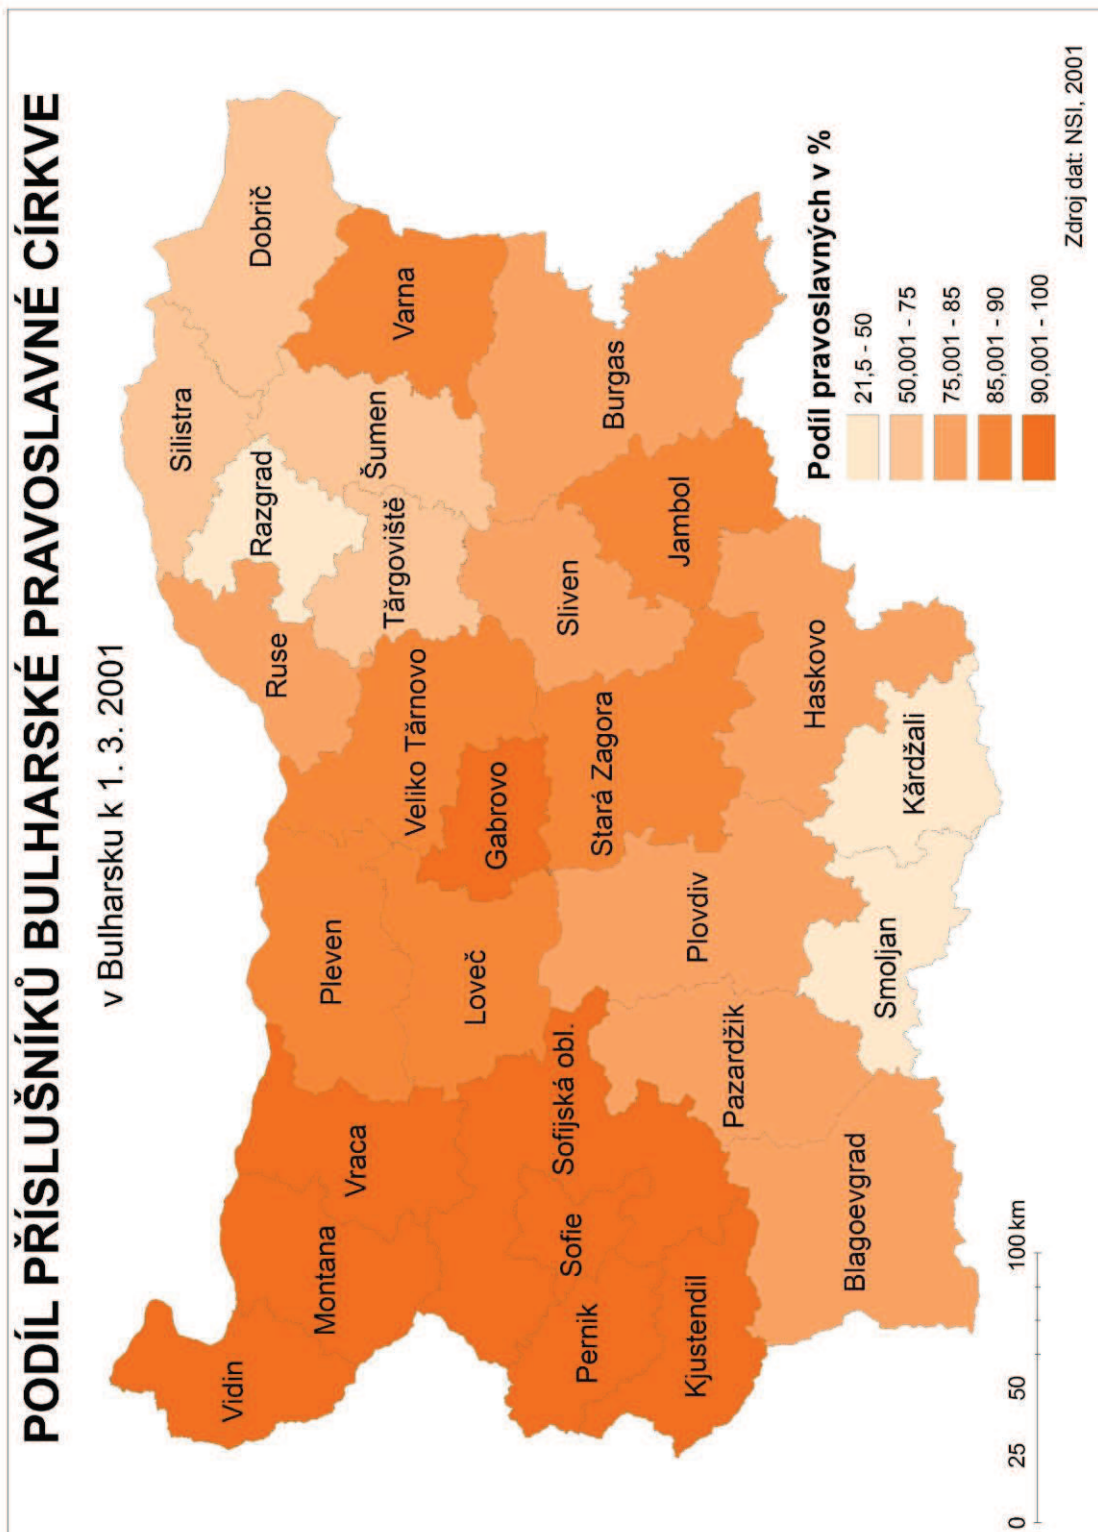 PODÍL PŘÍSLUŠNÍKŮ BULHARSKÉ PRAVOSLAVNÉ CÍRKVE
v Bulharsku k 1. 3. 2001
Vidin
Montana
Vraca
Pleven
Ruse
Razgrad
Silistra
Dobrič
Veliko Tărnovo
Tărgoviště
Šumen
Varna
Loveč
Gabrovo
Sofie
Sofijská obl.
Pernik
Kjustendil
Stará Zagora
Sliven
Burgas
Jambol
Pazardžik
Plovdiv
Haskovo
Blagoevgrad
Smoljan
Kărdžali
Podíl pravoslavných v %
21,5 - 50
50,001 - 75
75,001 - 85
85,001 - 90
90,001 - 100
0 25 50 100 km
Zdroj dat: NSI, 2001